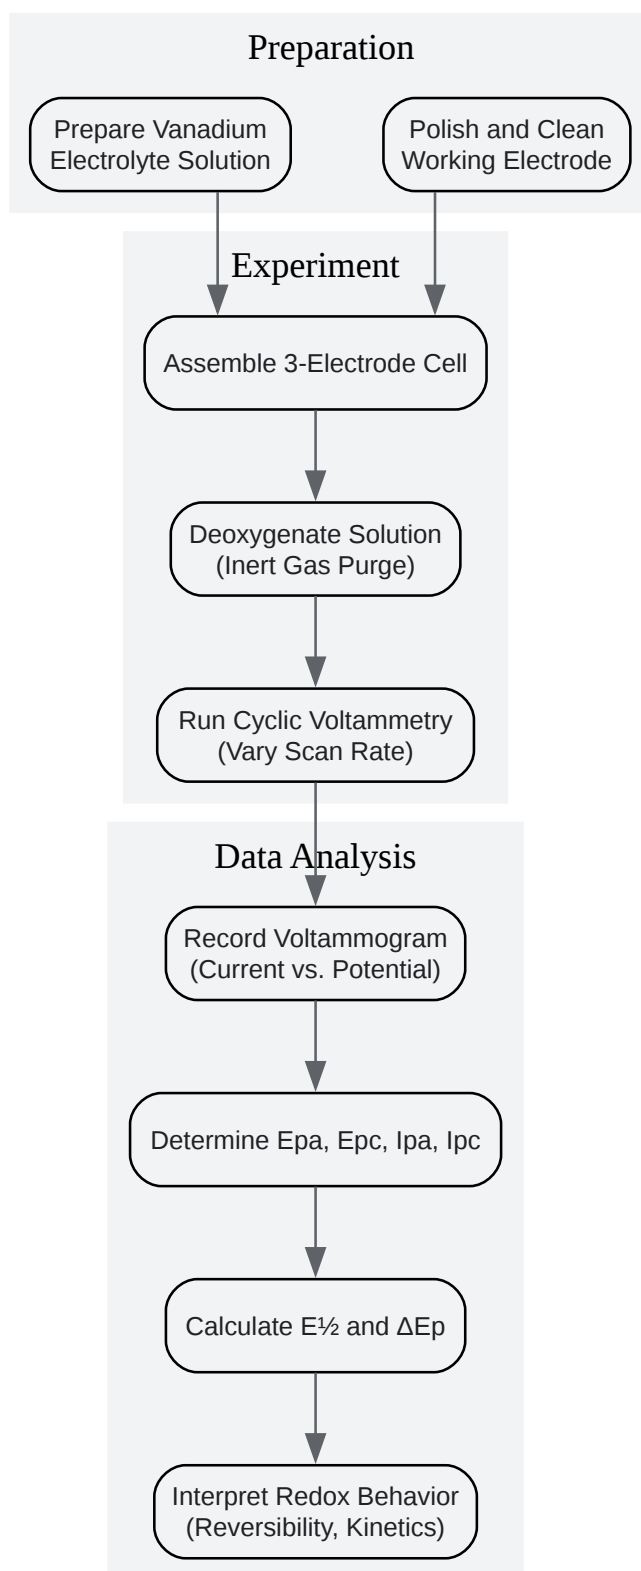 Preparation
Prepare Vanadium
Electrolyte Solution
Polish and Clean
Working Electrode
Experiment
Assemble 3-Electrode Cell
Deoxygenate Solution
(Inert Gas Purge)
Run Cyclic Voltammetry
(Vary Scan Rate)
Data Analysis
Record Voltammogram
(Current vs. Potential)
Determine Epa, Epc, Ipa, Ipc
Calculate E½ and ΔEp
Interpret Redox Behavior
(Reversibility, Kinetics)